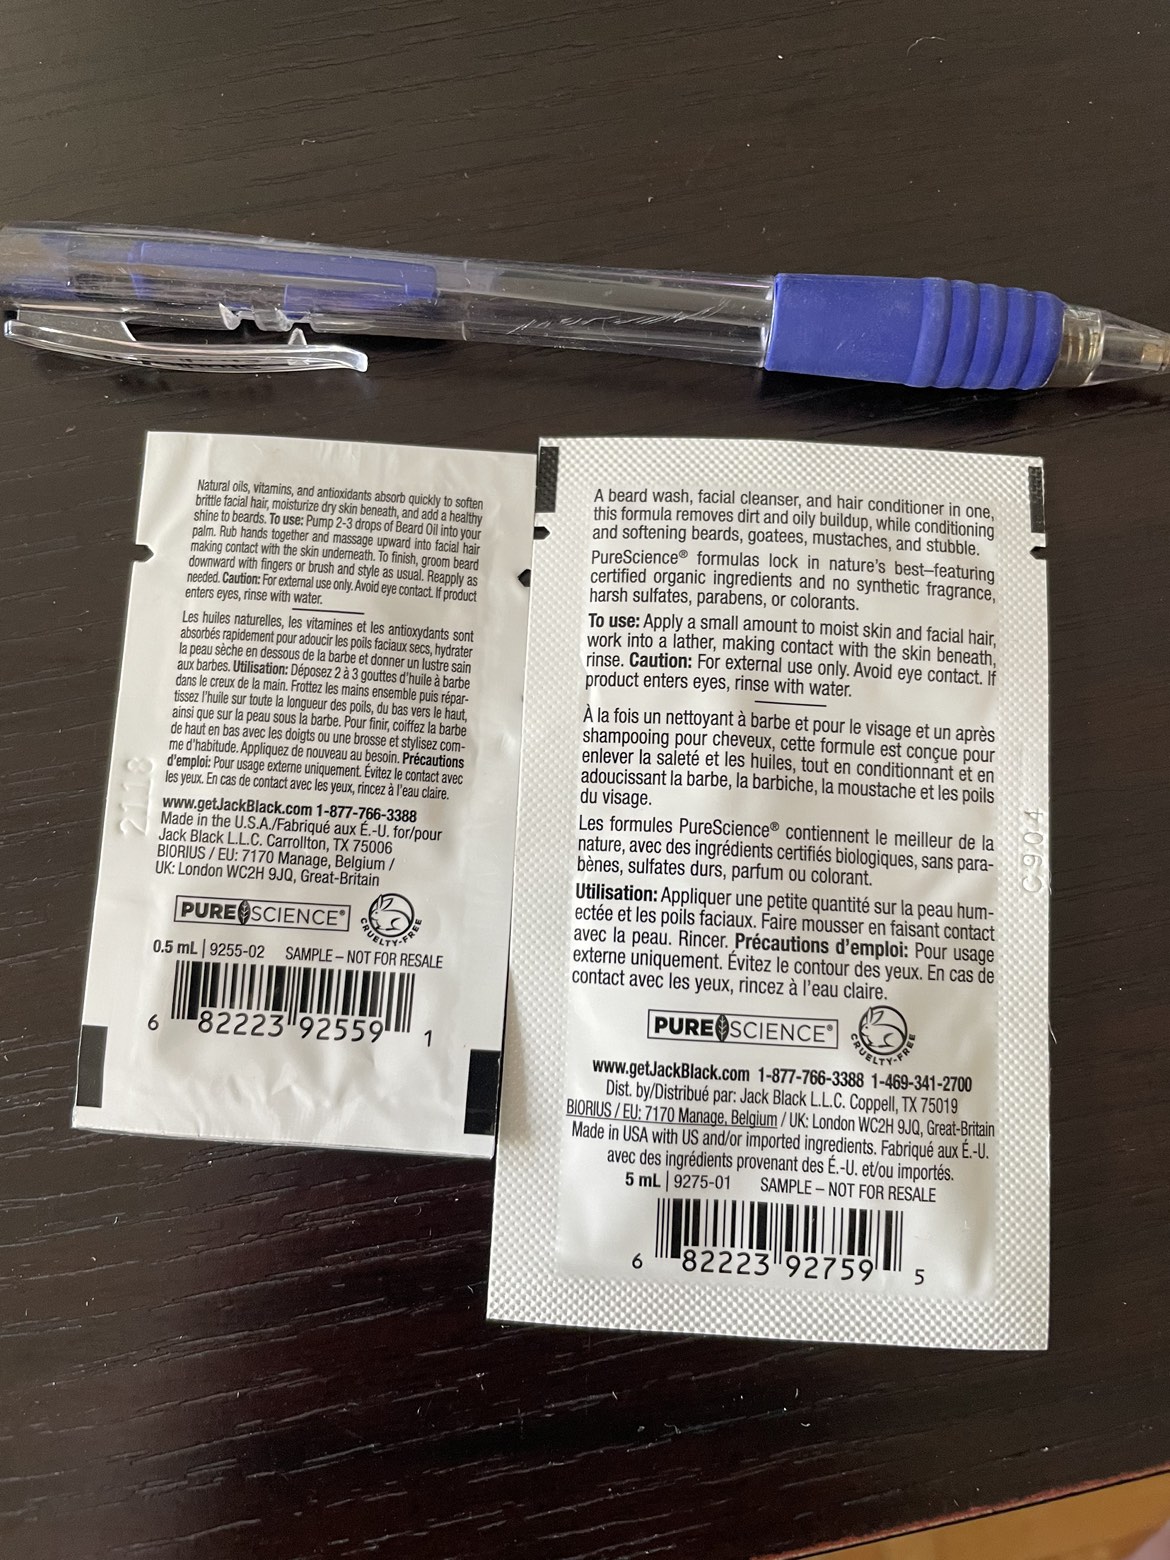 Natural oils, vitamins, and antioxidants absorb quickly to soften
brittle facial hair, moisturize dry skin beneath, and add a healthy
shine to beards. To use: Pump 2-3 drops of Beard Oil into your
palm. Rub hands together and massage upward into facial hair
making contact with the skin underneath. To finish, groom beard
downward with fingers or brush and style as usual. Reapply as
needed. Caution: For external use only. Avoid eye contact. If product
enters eyes, rinse with water.
Les huiles naturelles, les vitamines et les antioxydants sont
absorbés rapidement pour adoucir les poils faciaux secs, hydrater
la peau sèche en dessous de la barbe et donner un lustre sain
aux barbes. Utilisation: Déposez 2 à 3 gouttes d'huile à barbe
dans le creux de la main. Frottez les mains ensemble puis répar-
tissez l'huile sur toute la longueur des poils, du bas vers le haut,
ainsi que sur la peau sous la barbe. Pour finir, coiffez la barbe
de haut en bas avec les doigts ou une brosse et stylisez com-
me d'habitude. Appliquez de nouveau au besoin. Précautions
d'emploi: Pour usage externe uniquement. Évitez le contact avec
les yeux. En cas de contact avec les yeux, rincez à l'eau claire.
www.getJackBlack.com 1-877-766-3388
Made in the U.S.A./Fabriqué aux É.-U. for/pour
Jack Black L.L.C. Carrollton, TX 75006
BIORIUS / EU: 7170 Manage, Belgium /
UK: London WC2H 9JQ, Great-Britain
PURE SCIENCE®
CRUELTY-FREE
0.5 mL | 9255-02 SAMPLE – NOT FOR RESALE
6 82223 92559 1
2118
A beard wash, facial cleanser, and hair conditioner in one,
this formula removes dirt and oily buildup, while conditioning
and softening beards, goatees, mustaches, and stubble.
PureScience® formulas lock in nature's best–featuring
certified organic ingredients and no synthetic fragrance,
harsh sulfates, parabens, or colorants.
To use: Apply a small amount to moist skin and facial hair,
work into a lather, making contact with the skin beneath,
rinse. Caution: For external use only. Avoid eye contact. If
product enters eyes, rinse with water.
À la fois un nettoyant à barbe et pour le visage et un après
shampooing pour cheveux, cette formule est conçue pour
enlever la saleté et les huiles, tout en conditionnant et en
adoucissant la barbe, la barbiche, la moustache et les poils
du visage.
Les formules PureScience® contiennent le meilleur de la
nature, avec des ingrédients certifiés biologiques, sans para-
bènes, sulfates durs, parfum ou colorant.
Utilisation: Appliquer une petite quantité sur la peau hum-
ectée et les poils faciaux. Faire mousser en faisant contact
avec la peau. Rincer. Précautions d'emploi: Pour usage
externe uniquement. Évitez le contour des yeux. En cas de
contact avec les yeux, rincez à l'eau claire.
PURE SCIENCE®
CRUELTY-FREE
www.getJackBlack.com 1-877-766-3388 1-469-341-2700
Dist. by/Distribué par: Jack Black L.L.C. Coppell, TX 75019
BIORIUS / EU: 7170 Manage, Belgium / UK: London WC2H 9JQ, Great-Britain
Made in USA with US and/or imported ingredients. Fabriqué aux É.-U.
avec des ingrédients provenant des É.-U. et/ou importés.
5 mL | 9275-01 SAMPLE – NOT FOR RESALE
6 82223 92759 5
C904